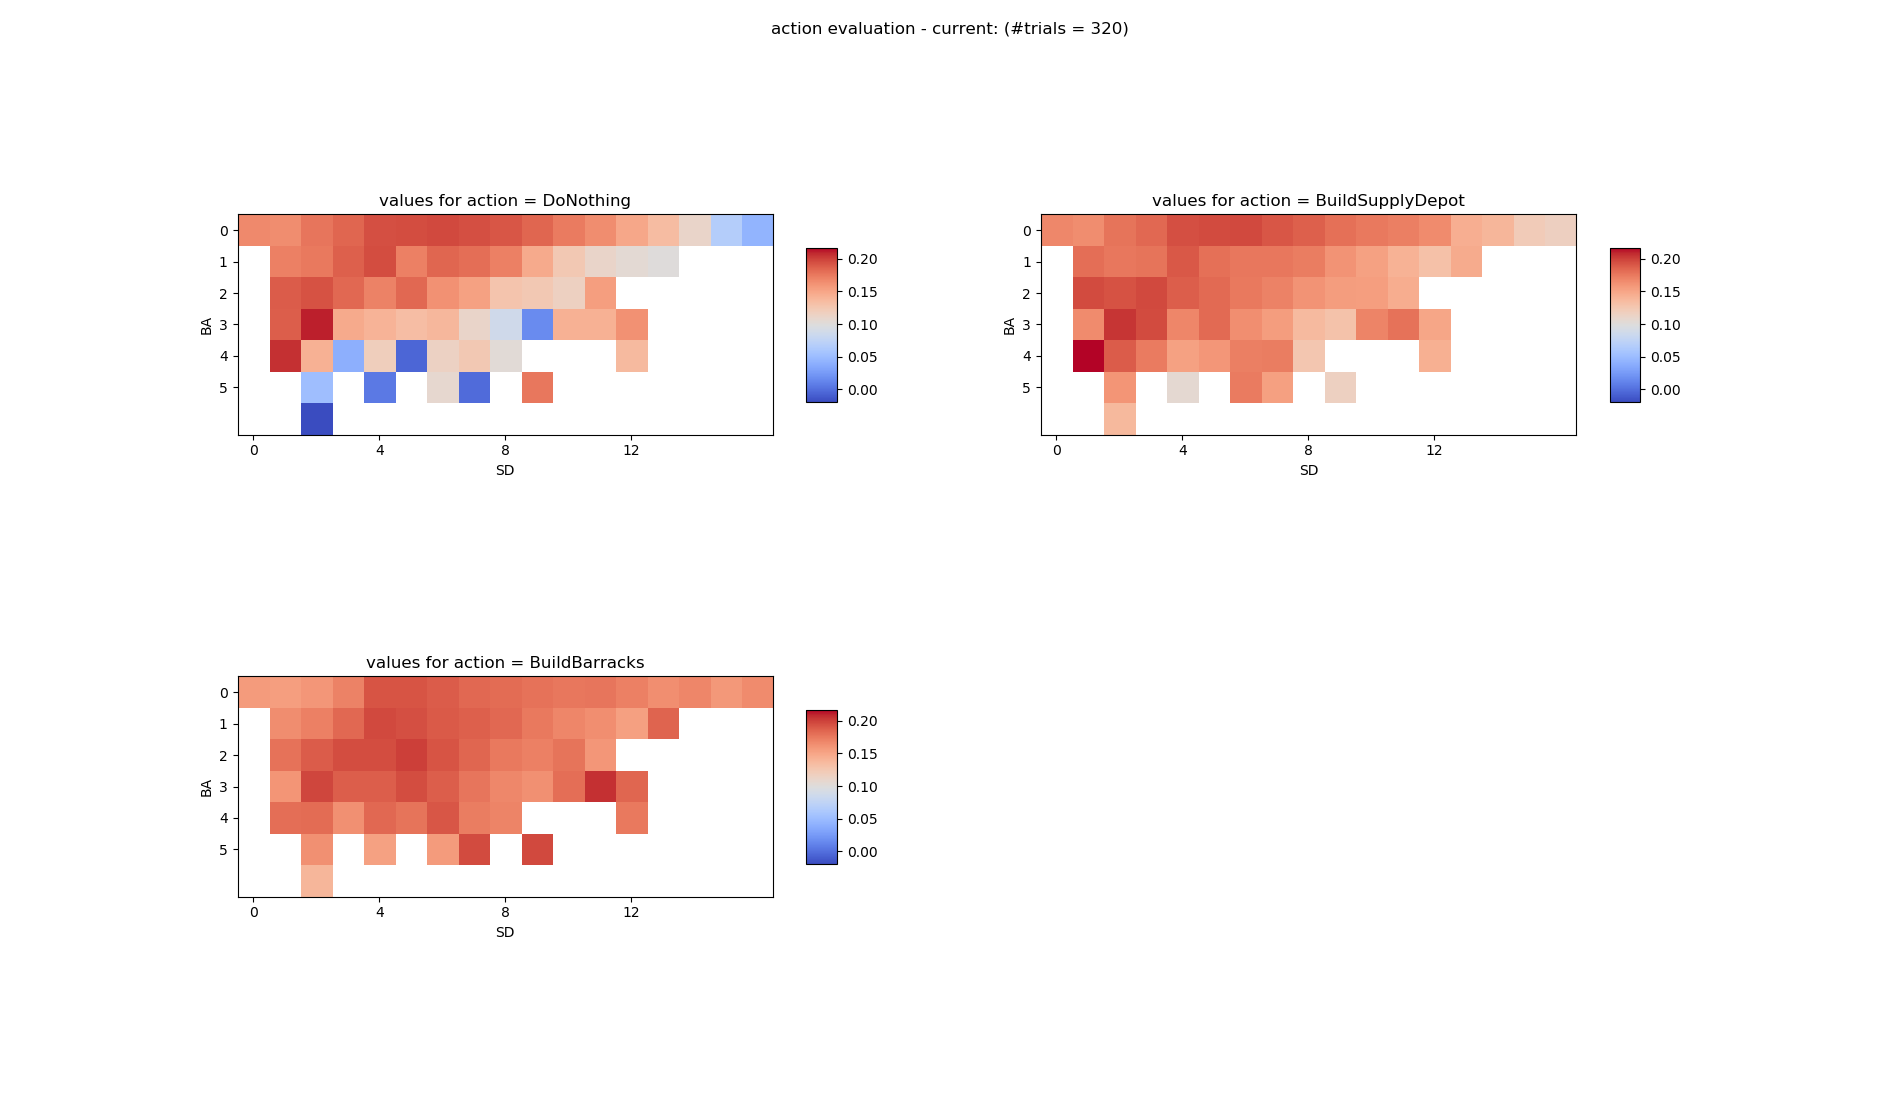 action evaluation - current: (#trials = 320)
values for action = DoNothing
0
1
2
3
4
5
BA
0 4 8 12
SD
0.20
0.15
0.10
0.05
0.00
values for action = BuildSupplyDepot
0
1
2
3
4
5
BA
0 4 8 12
SD
0.20
0.15
0.10
0.05
0.00
values for action = BuildBarracks
0
1
2
3
4
5
BA
0 4 8 12
SD
0.20
0.15
0.10
0.05
0.00